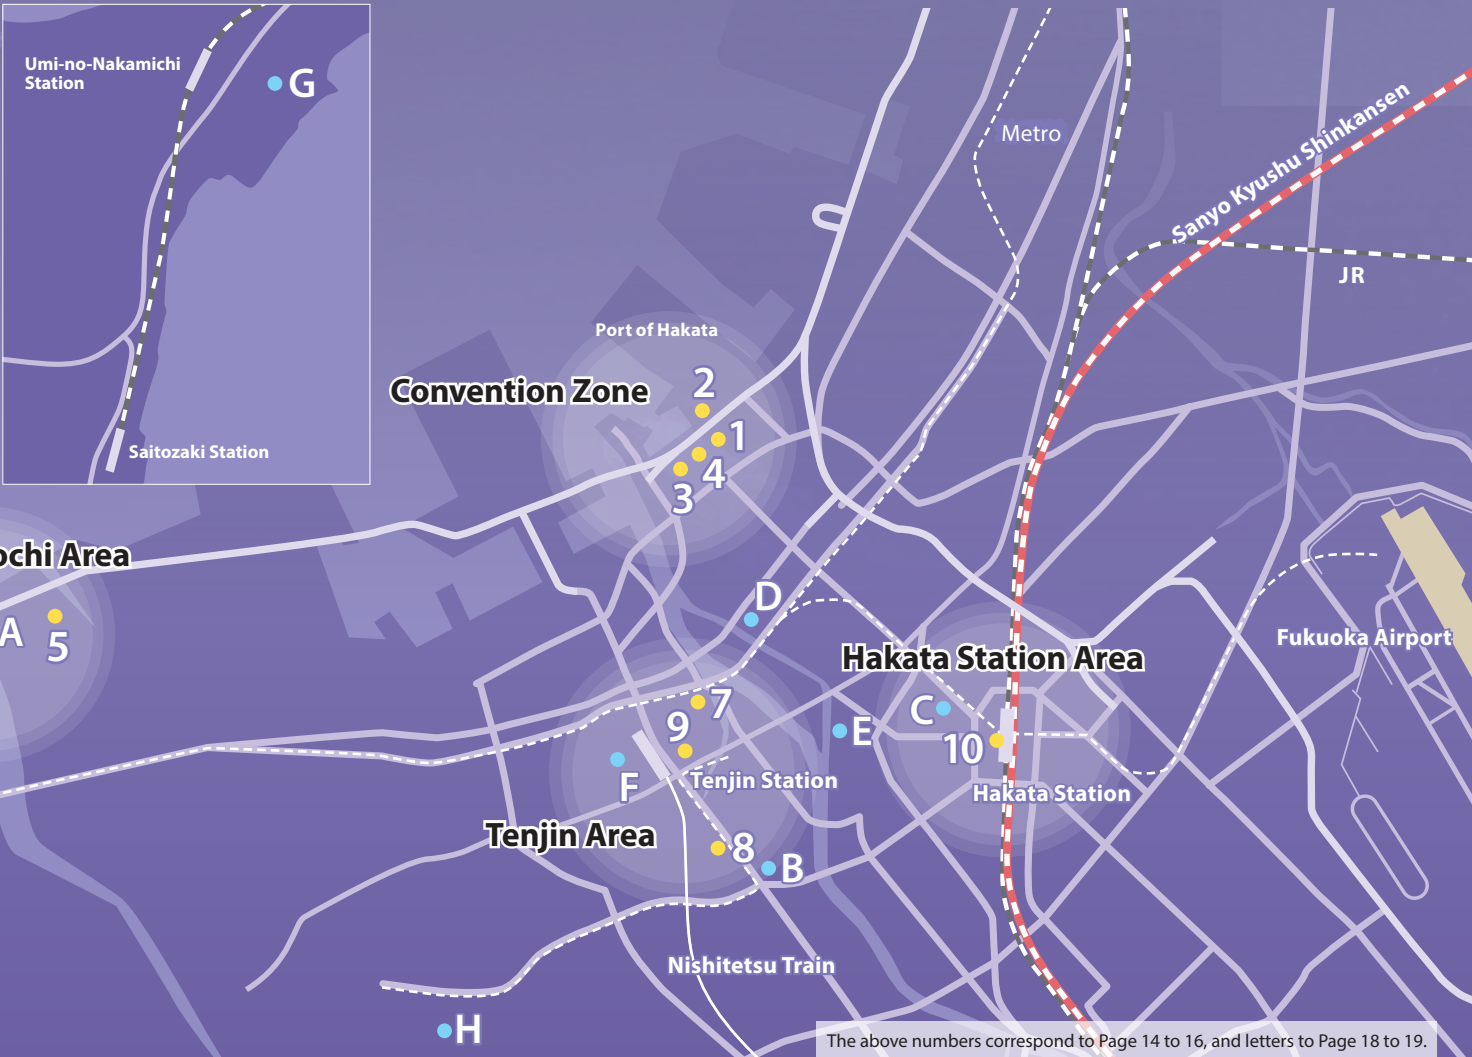 Umi-no-Nakamichi
Station
G
Saitozaki Station
Metro
Sanyo Kyushu Shinkansen
JR
Port of Hakata
Convention Zone
2
1
4
3
ochi Area
A
5
D
Hakata Station Area
Fukuoka Airport
7
C
9
E
10
F
Tenjin Station
Hakata Station
Tenjin Area
8
B
Nishitetsu Train
H
The above numbers correspond to Page 14 to 16, and letters to Page 18 to 19.